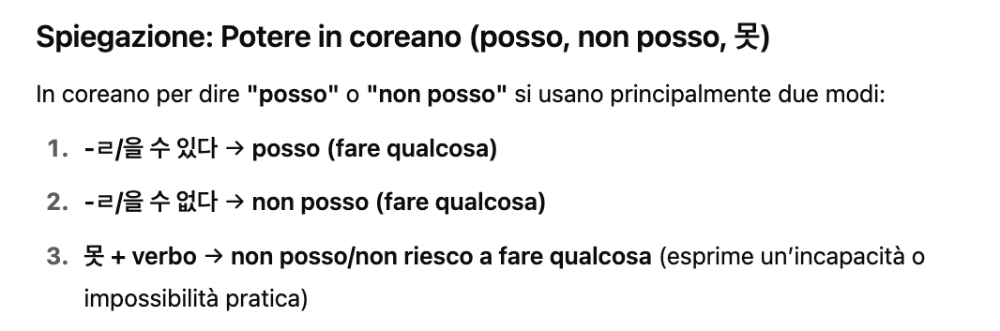 Spiegazione: Potere in coreano (posso, non posso, 못)
In coreano per dire "posso" o "non posso" si usano principalmente due modi:
1. -ㄹ/을 수 있다 → posso (fare qualcosa)
2. -ㄹ/을 수 없다 → non posso (fare qualcosa)
3. 못 + verbo → non posso/non riesco a fare qualcosa (esprime un’incapacità o
impossibilità pratica)